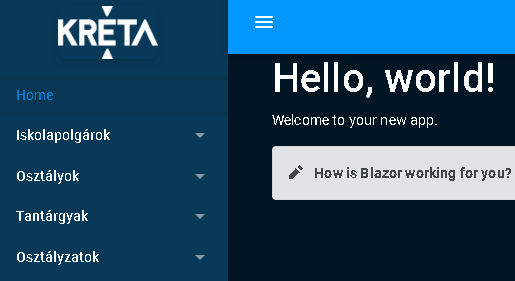 KRÉTA
Home
Iskolapolgárok
Osztályok
Tantárgyak
Osztályzatok
Hello, world!
Welcome to your new app.
How is Blazor working for you?